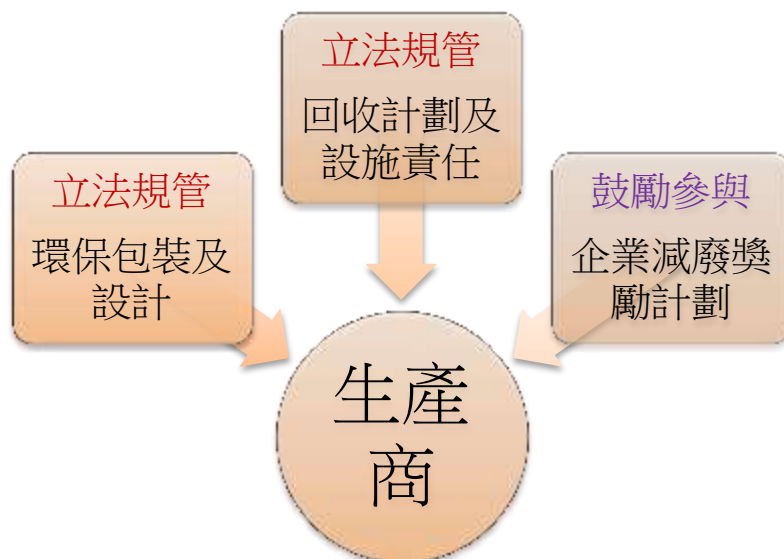 立法規管
回收計劃及
設施責任
立法規管
環保包裝及
設計
鼓勵參與
企業減廢獎
勵計劃
生產
商